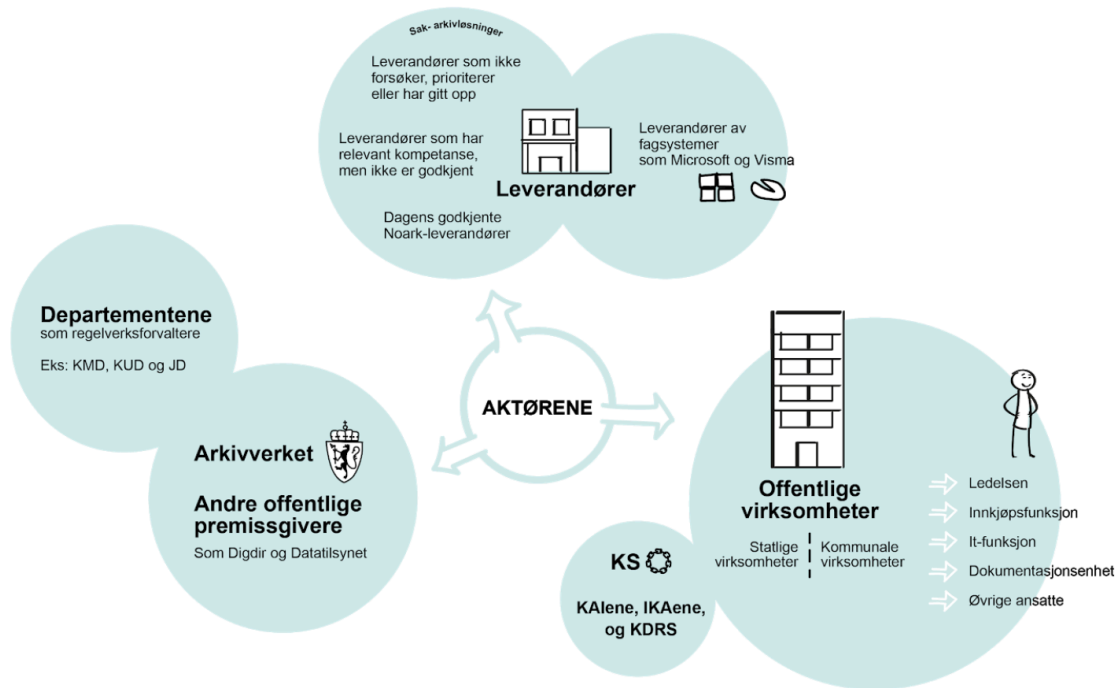 Sak- arkivløsninger
Leverandører som ikke
forsøker, prioriterer
eller har gitt opp
Leverandører som har
relevant kompetanse,
men ikke er godkjent
Dagens godkjente
Noark-leverandører
Leverandører
Leverandører av
fagsystemer
som Microsoft og Visma
Departementene
som regelverksforvaltere
Eks: KMD, KUD og JD
Arkivverket
Andre offentlige
premissgivere
Som Digdir og Datatilsynet
AKTØRENE
Offentlige
virksomheter
Statlige
virksomheter
Kommunale
virksomheter
Ledelsen
Innkjøpsfunksjon
It-funksjon
Dokumentasjonsenhet
Øvrige ansatte
KS
KAIene, IKAene,
og KDRS